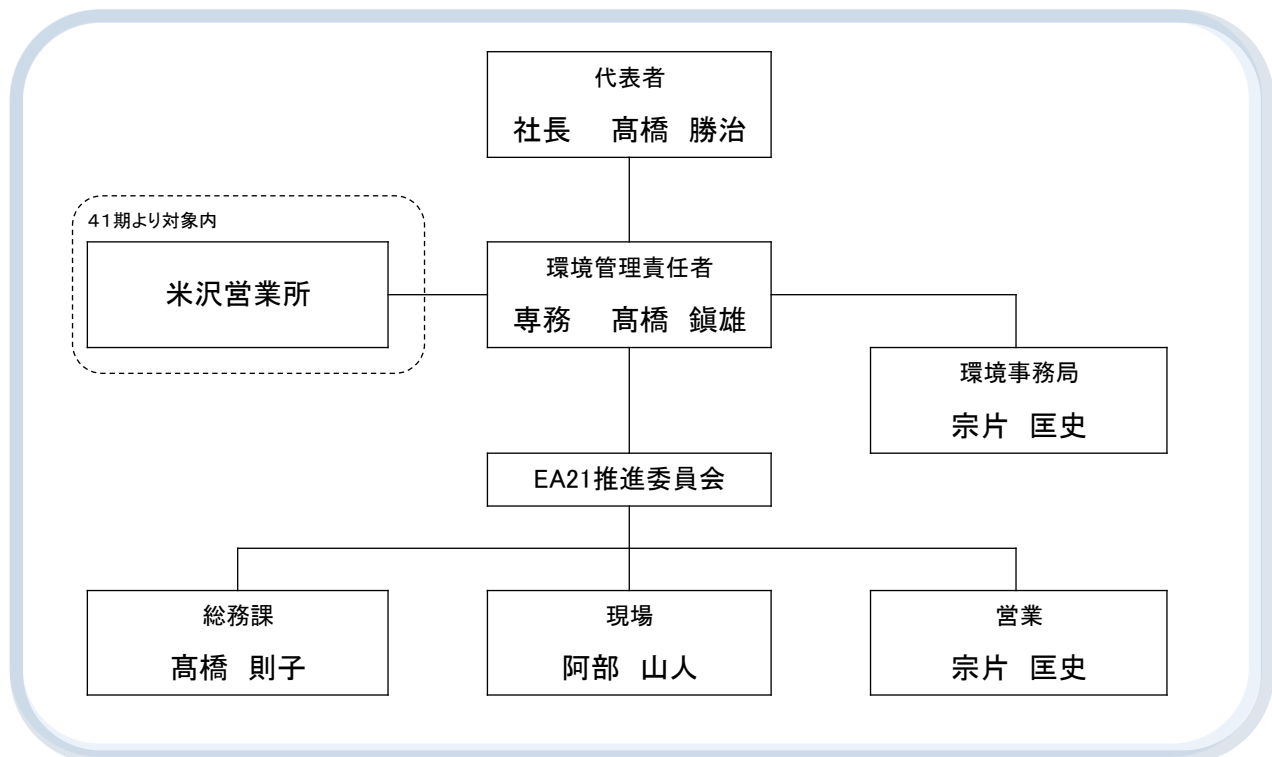 代表者
社長　髙橋　勝治
41期より対象内
米沢営業所
環境管理責任者
専務　髙橋　鎭雄
環境事務局
宗片　匡史
EA21推進委員会
総務課
髙橋　則子
現場
阿部　山人
営業
宗片　匡史